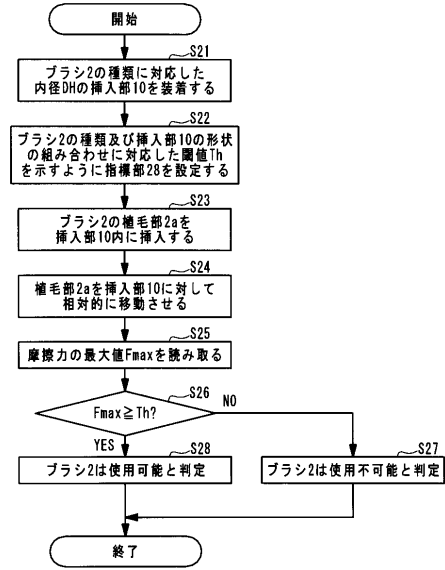 開始
S21
ブラシ2の種類に対応した
内径DHの挿入部10を装着する
S22
ブラシ2の種類及び挿入部10の形状
の組み合わせに対応した閾値Th
を示すように指標部28を設定する
S23
ブラシ2の植毛部2aを
挿入部10内に挿入する
S24
植毛部2aを挿入部10に対して
相対的に移動させる
S25
摩擦力の最大値Fmaxを読み取る
S26
Fmax≧Th?
NO
YES
S28
ブラシ2は使用可能と判定
S27
ブラシ2は使用不可能と判定
終了